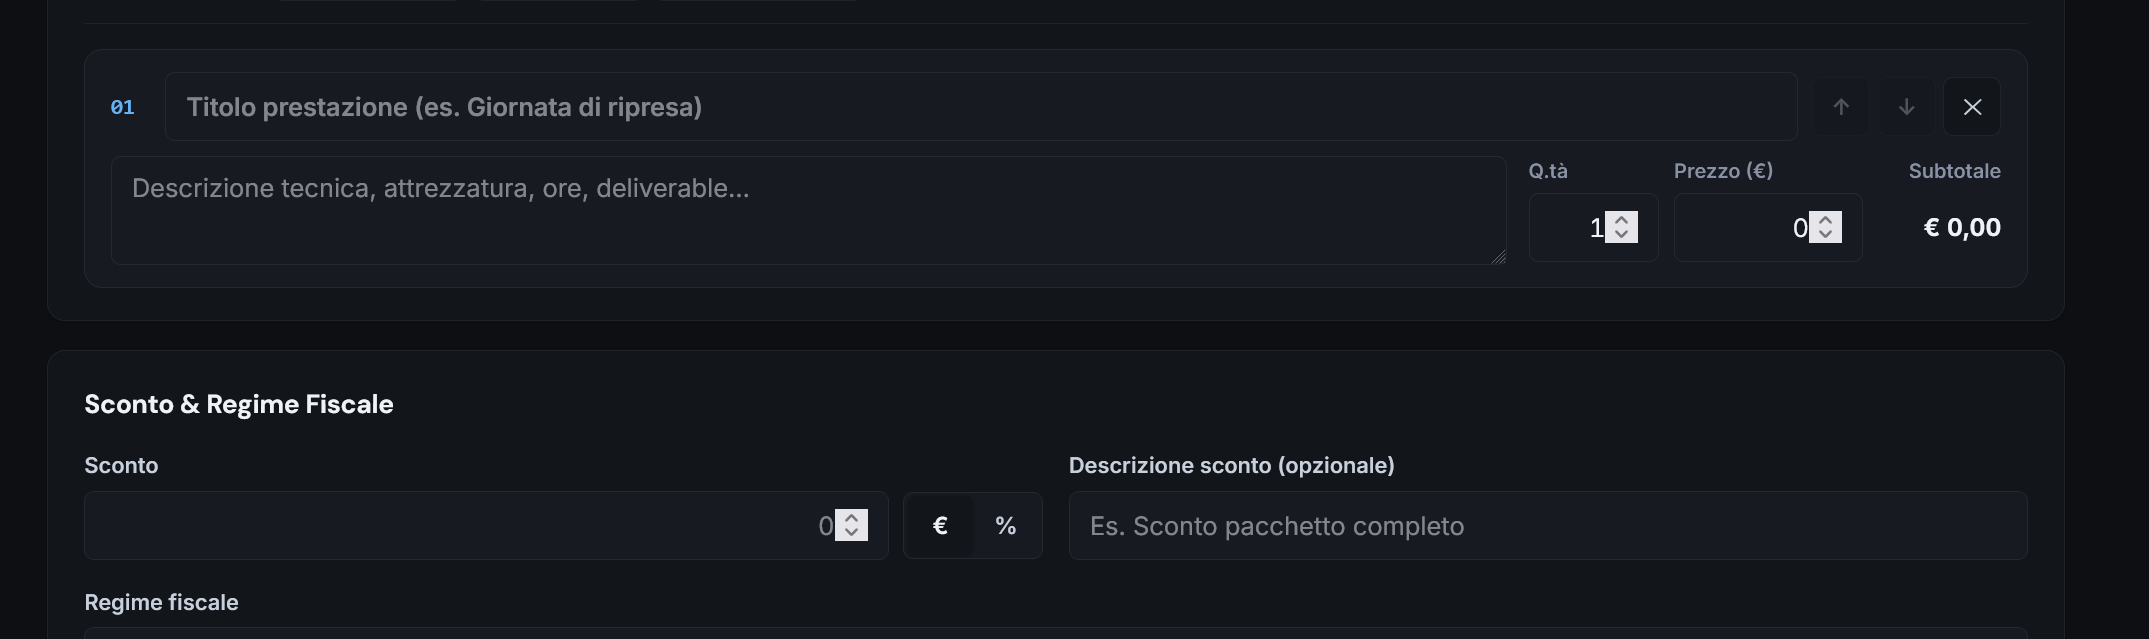 01
Titolo prestazione (es. Giornata di ripresa)
Descrizione tecnica, attrezzatura, ore, deliverable...
Q.tà
Prezzo (€)
Subtotale
1
0
€ 0,00
Sconto & Regime Fiscale
Sconto
Descrizione sconto (opzionale)
0
€
%
Es. Sconto pacchetto completo
Regime fiscale